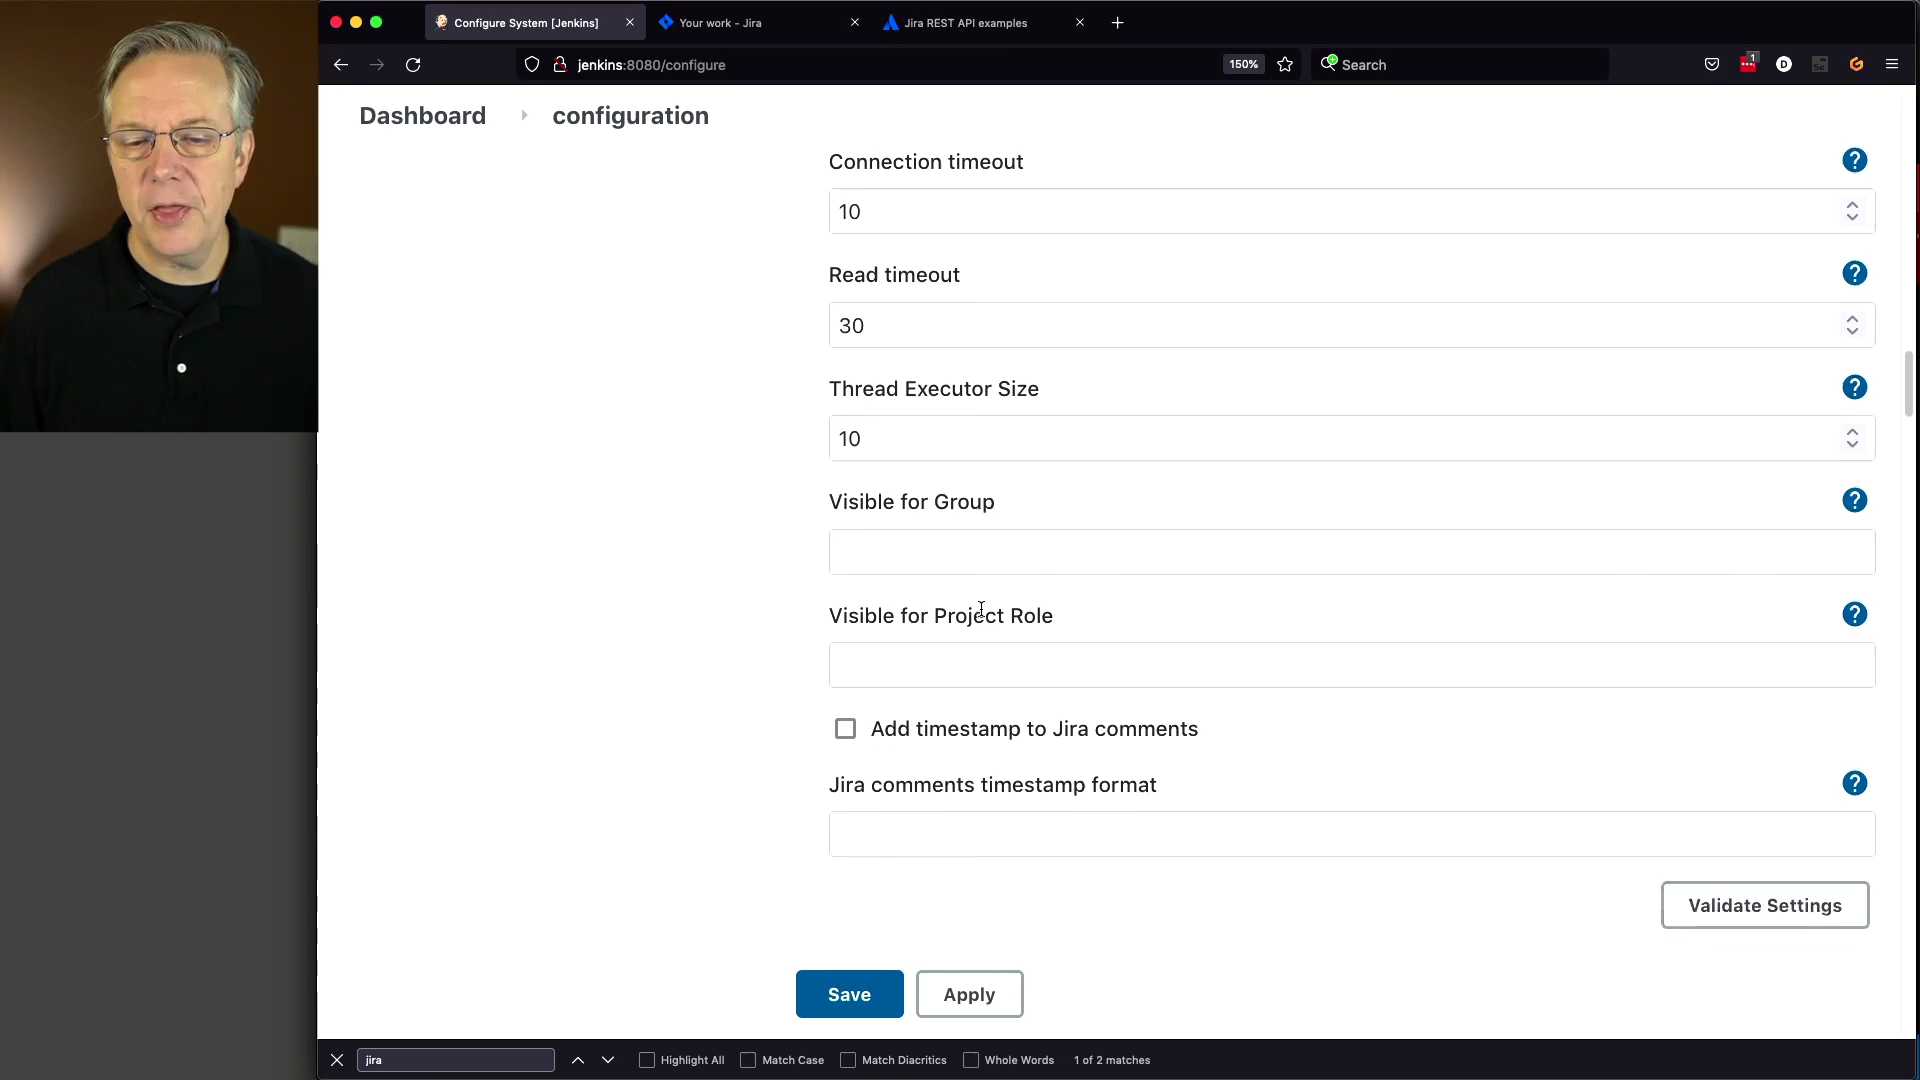 Configure System [Jenkins]
Your work - Jira
Jira REST API examples
jenkins:8080/configure
150%
Search
1
D
Se
Dashboard
configuration
Connection timeout
?
10
Read timeout
?
30
Thread Executor Size
?
10
Visible for Group
?
Visible for Project Role
?
Add timestamp to Jira comments
Jira comments timestamp format
?
Validate Settings
Save
Apply
jira
Highlight All
Match Case
Match Diacritics
Whole Words
1 of 2 matches